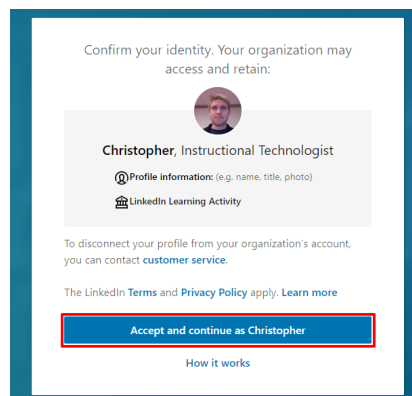 Confirm your identity. Your organization may
access and retain:
Christopher, Instructional Technologist
Profile information: (e.g. name, title, photo)
LinkedIn Learning Activity
To disconnect your profile from your organization's account,
you can contact customer service.
The LinkedIn Terms and Privacy Policy apply. Learn more
Accept and continue as Christopher
How it works